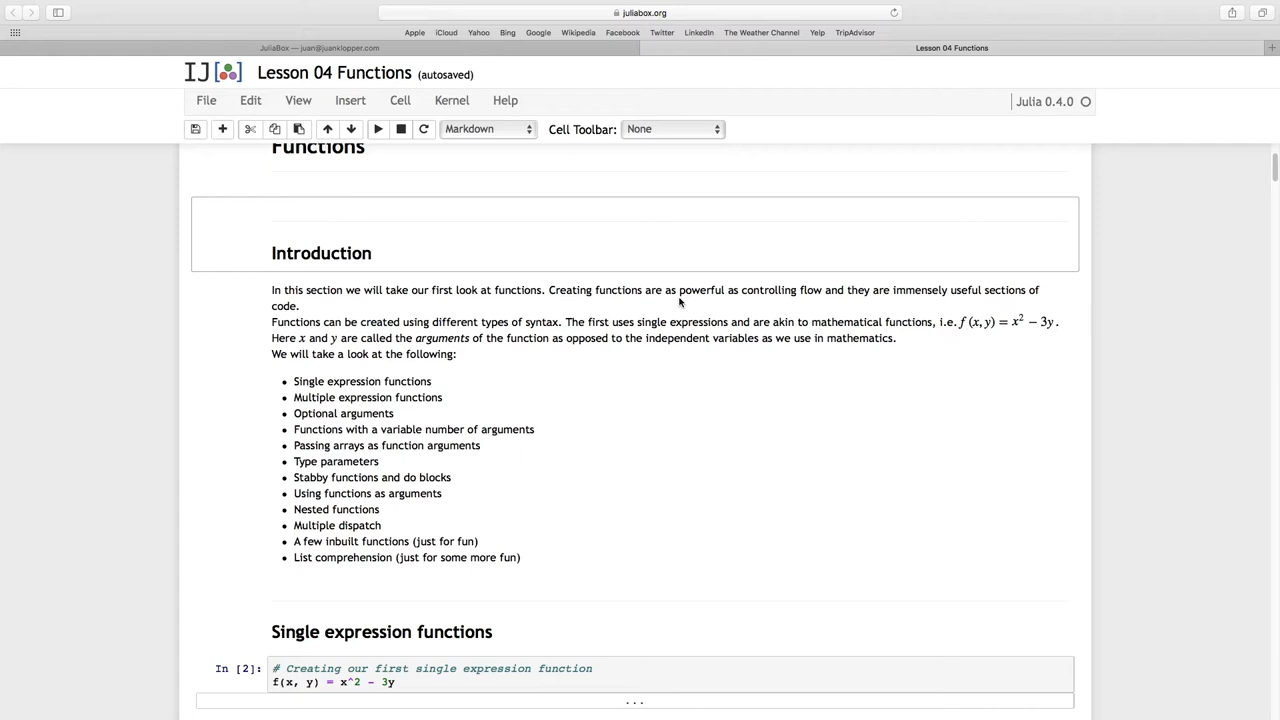 juliabox.org
Apple iCloud Yahoo Bing Google Wikipedia Facebook Twitter LinkedIn The Weather Channel Yelp TripAdvisor
JuliaBox — juan@juanklopper.com
Lesson 04 Functions
IJ Lesson 04 Functions (autosaved)
File Edit View Insert Cell Kernel Help
Julia 0.4.0
Markdown Cell Toolbar: None
Functions
Introduction
In this section we will take our first look at functions. Creating functions are as powerful as controlling flow and they are immensely useful sections of
code.
Functions can be created using different types of syntax. The first uses single expressions and are akin to mathematical functions, i.e. f (x, y) = x² − 3y .
Here x and y are called the arguments of the function as opposed to the independent variables as we use in mathematics.
We will take a look at the following:
• Single expression functions
• Multiple expression functions
• Optional arguments
• Functions with a variable number of arguments
• Passing arrays as function arguments
• Type parameters
• Stabby functions and do blocks
• Using functions as arguments
• Nested functions
• Multiple dispatch
• A few inbuilt functions (just for fun)
• List comprehension (just for some more fun)
Single expression functions
In [2]: # Creating our first single expression function
f(x, y) = x^2 - 3y
...